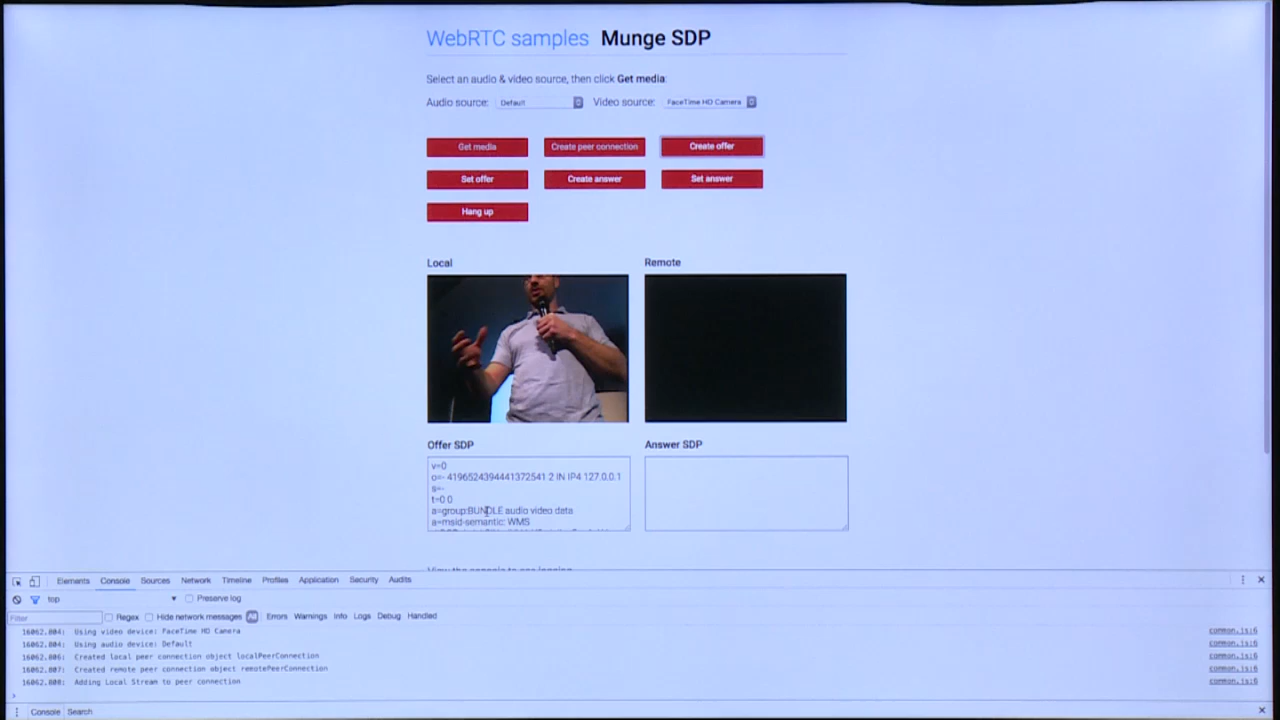 WebRTC samples Munge SDP
Select an audio & video source, then click Get media:
Audio source: Default Video source: FaceTime HD Camera
Get media Create peer connection Create offer
Set offer Create answer Set answer
Hang up
Local Remote
Offer SDP Answer SDP
v=0
o=- 4196524394441372541 2 IN IP4 127.0.0.1
s=-
t=0 0
a=group:BUNDLE audio video data
a=msid-semantic: WMS
Elements Console Sources Network Timeline Profiles Application Security Audits
top Preserve log
Filter Regex Hide network messages All Errors Warnings Info Logs Debug Handled
16062.804: Using video device: FaceTime HD Camera common.js:6
16062.804: Using audio device: Default common.js:6
16062.806: Created local peer connection object localPeerConnection common.js:6
16062.807: Created remote peer connection object remotePeerConnection common.js:6
16062.808: Adding Local Stream to peer connection common.js:6
Console Search